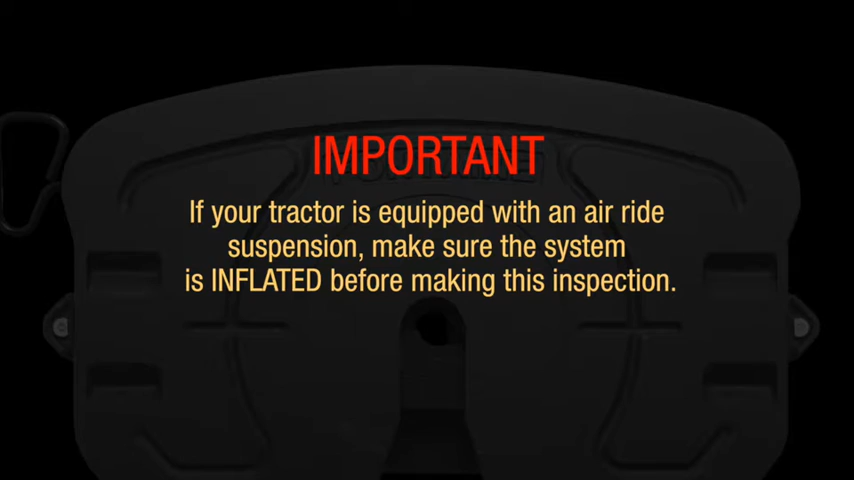 IMPORTANT
If your tractor is equipped with an air ride
suspension, make sure the system
is INFLATED before making this inspection.